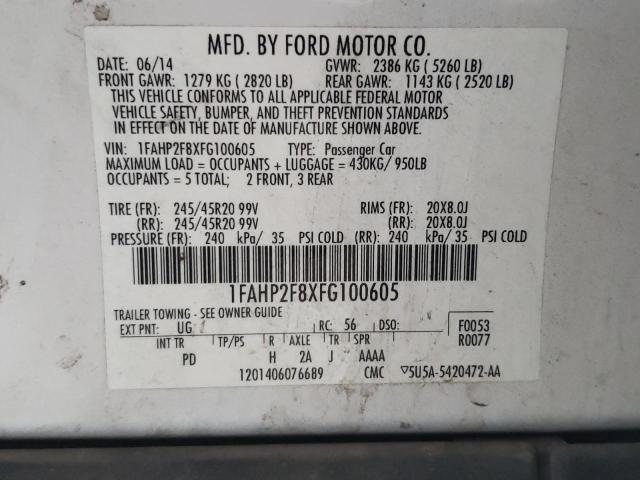 MFD. BY FORD MOTOR CO.
DATE: 06/14 GVWR: 2386 KG ( 5260 LB)
FRONT GAWR: 1279 KG ( 2820 LB) REAR GAWR: 1143 KG ( 2520 LB)
THIS VEHICLE CONFORMS TO ALL APPLICABLE FEDERAL MOTOR
VEHICLE SAFETY, BUMPER, AND THEFT PREVENTION STANDARDS
IN EFFECT ON THE DATE OF MANUFACTURE SHOWN ABOVE.
VIN: 1FAHP2F8XFG100605 TYPE: Passenger Car
MAXIMUM LOAD = OCCUPANTS + LUGGAGE = 430KG/ 950LB
OCCUPANTS = 5 TOTAL; 2 FRONT, 3 REAR
TIRE (FR): 245/45R20 99V RIMS (FR): 20X8.0J
(RR): 245/45R20 99V (RR): 20X8.0J
PRESSURE (FR): 240 kPa/ 35 PSI COLD (RR): 240 kPa/ 35 PSI COLD
1FAHP2F8XFG100605
TRAILER TOWING - SEE OWNER GUIDE
EXT PNT: UG RC: 56 DSO: F0053
INT TR TP/PS R AXLE TR SPR R0077
PD H 2A J AAAA
1201406076689 CMC ▽5U5A-5420472-AA